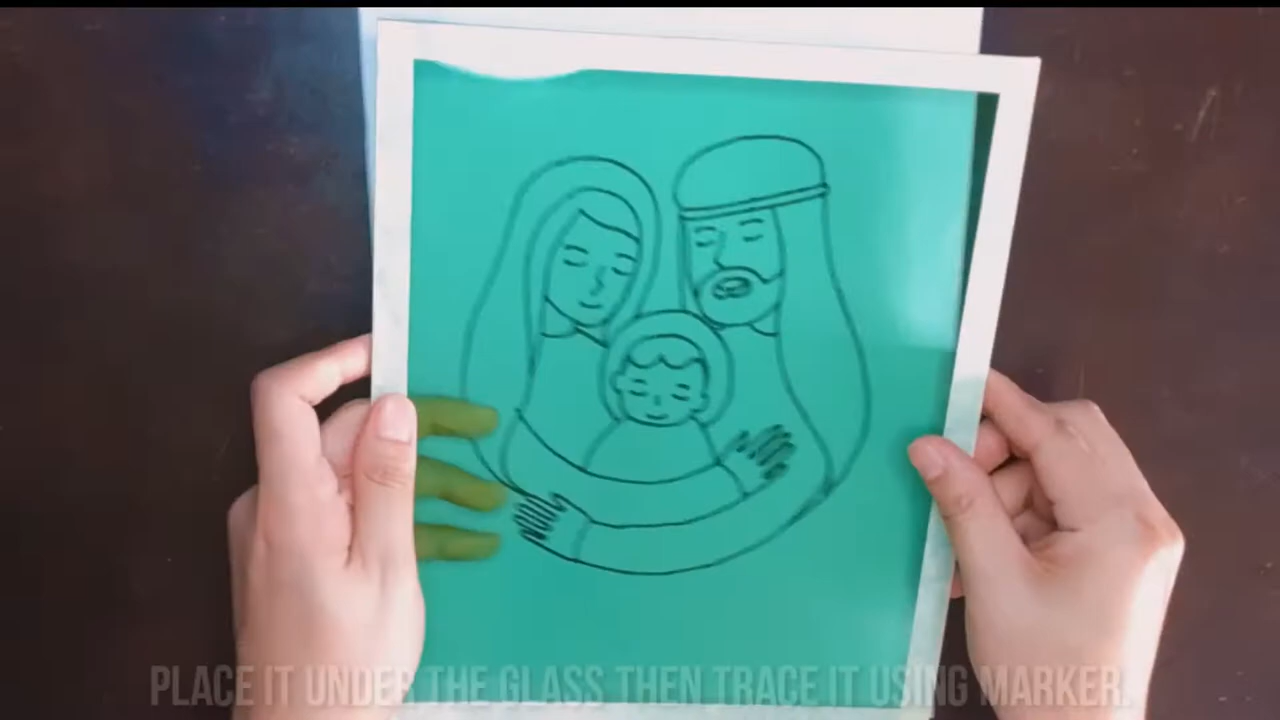 PLACE IT UNDER THE GLASS THEN TRACE IT USING MARKER.